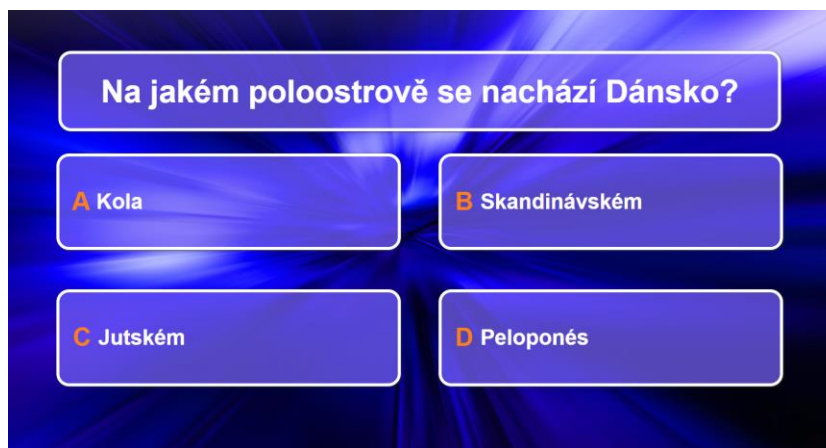 Na jakém poloostrově se nachází Dánsko?
A Kola
B Skandinávském
C Jutském
D Peloponés